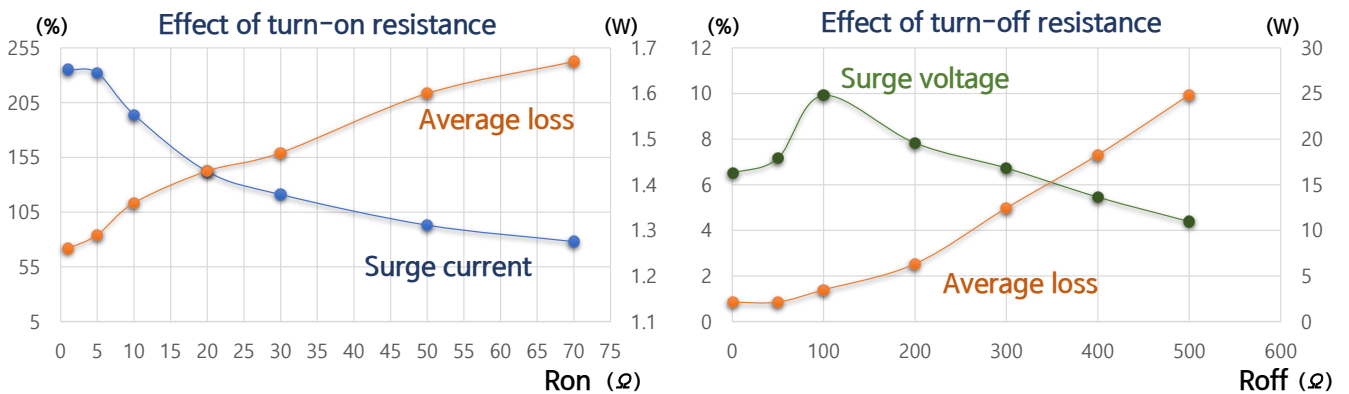 Effect of turn-on resistance
(%)
(W)
255
205
155
105
55
5
1.7
1.6
1.5
1.4
1.3
1.2
1.1
Average loss
Surge current
0 5 10 15 20 25 30 35 40 45 50 55 60 65 70 75
Ron (Ω)
Effect of turn-off resistance
(%)
(W)
12
10
8
6
4
2
0
30
25
20
15
10
5
0
Surge voltage
Average loss
0 100 200 300 400 500 600
Roff (Ω)